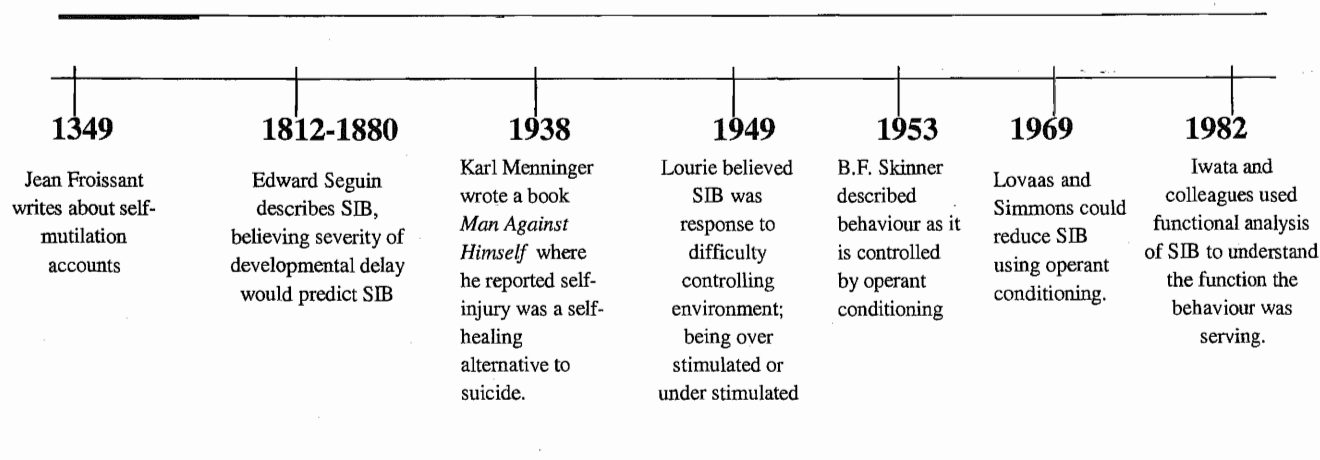 1349
Jean Froissant
writes about self-
mutilation
accounts
1812-1880
Edward Seguin
describes SIB,
believing severity of
developmental delay
would predict SIB
1938
Karl Menninger
wrote a book
Man Against
Himself where
he reported self-
injury was a self-
healing
alternative to
suicide.
1949
Lourie believed
SIB was
response to
difficulty
controlling
environment;
being over
stimulated or
under stimulated
1953
B.F. Skinner
described
behaviour as it
is controlled
by operant
conditioning
1969
Lovaas and
Simmons could
reduce SIB
using operant
conditioning.
1982
Iwata and
colleagues used
functional analysis
of SIB to understand
the function the
behaviour was
serving.